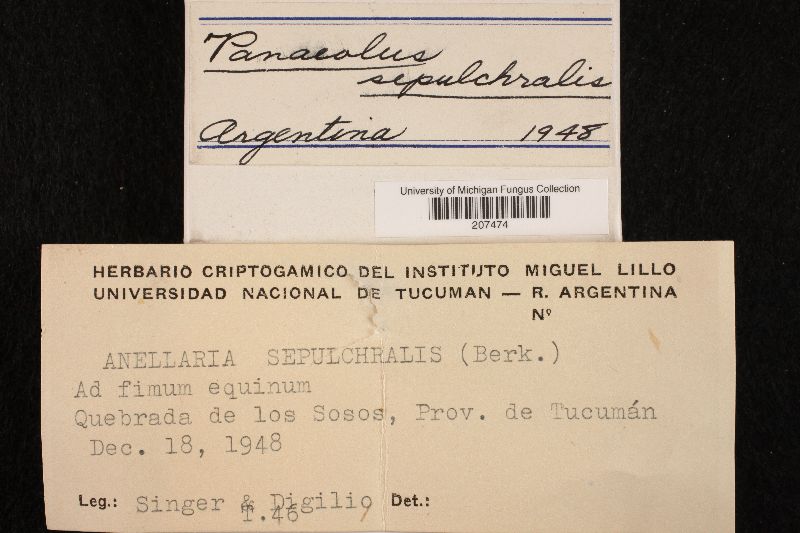 Panaeolus
sepulchralis
Argentina 1948
University of Michigan Fungus Collection
207474
HERBARIO CRIPTOGAMICO DEL INSTITUTO MIGUEL LILLO
UNIVERSIDAD NACIONAL DE TUCUMAN — R. ARGENTINA
Nº
ANELLARIA SEPULCHRALIS (Berk.)
Ad fimum equinum
Quebrada de los Sosos, Prov. de Tucumán
Dec. 18, 1948
Leg.: Singer & Digilio Det.:
T.46